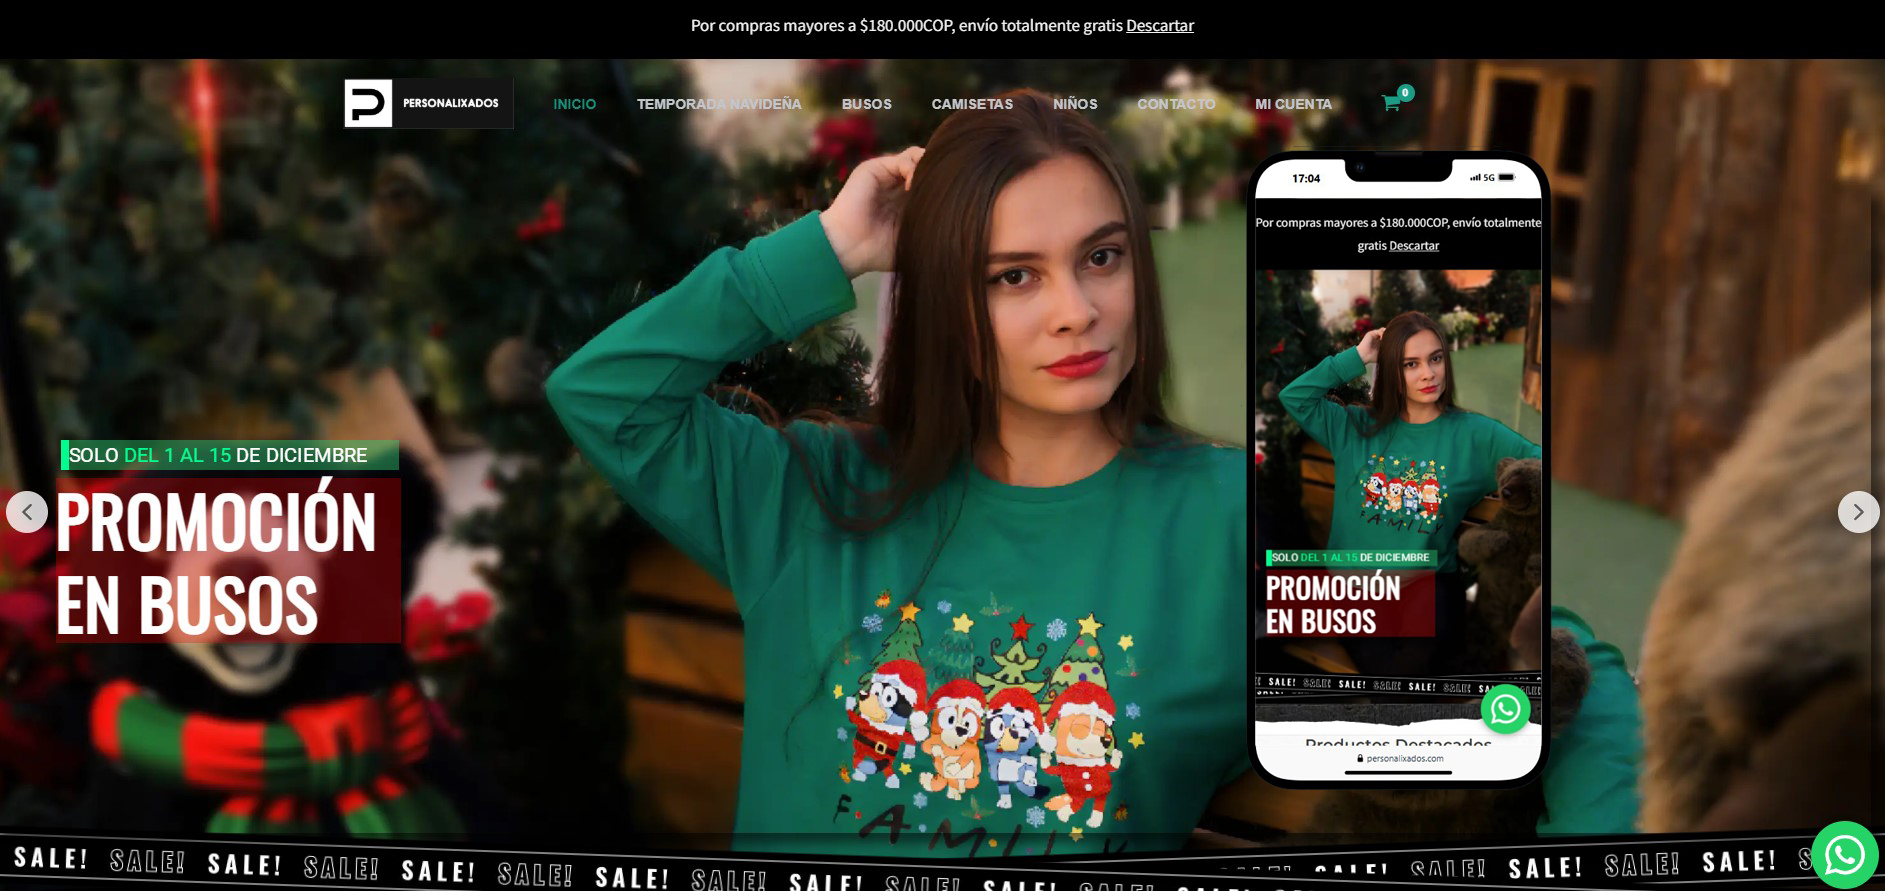 Por compras mayores a $180.000COP, envío totalmente gratis Descartar
P PERSONALIXADOS
INICIO TEMPORADA NAVIDEÑA BUSOS CAMISETAS NIÑOS CONTACTO MI CUENTA 0
SOLO DEL 1 AL 15 DE DICIEMBRE
PROMOCIÓN
EN BUSOS
FAMILY
17:04 5G
Por compras mayores a $180.000COP, envío totalmente
gratis Descartar
FAMILY
SOLO DEL 1 AL 15 DE DICIEMBRE
PROMOCIÓN
EN BUSOS
SALE! SALE! SALE! SALE! SALE! SALE! SALE!
Productos Destacados
personalixados.com
SALE! SALE! SALE! SALE! SALE! SALE! SALE! SALE! SALE! SALE! SALE! SALE! SALE! SALE! SALE! SALE! SALE!